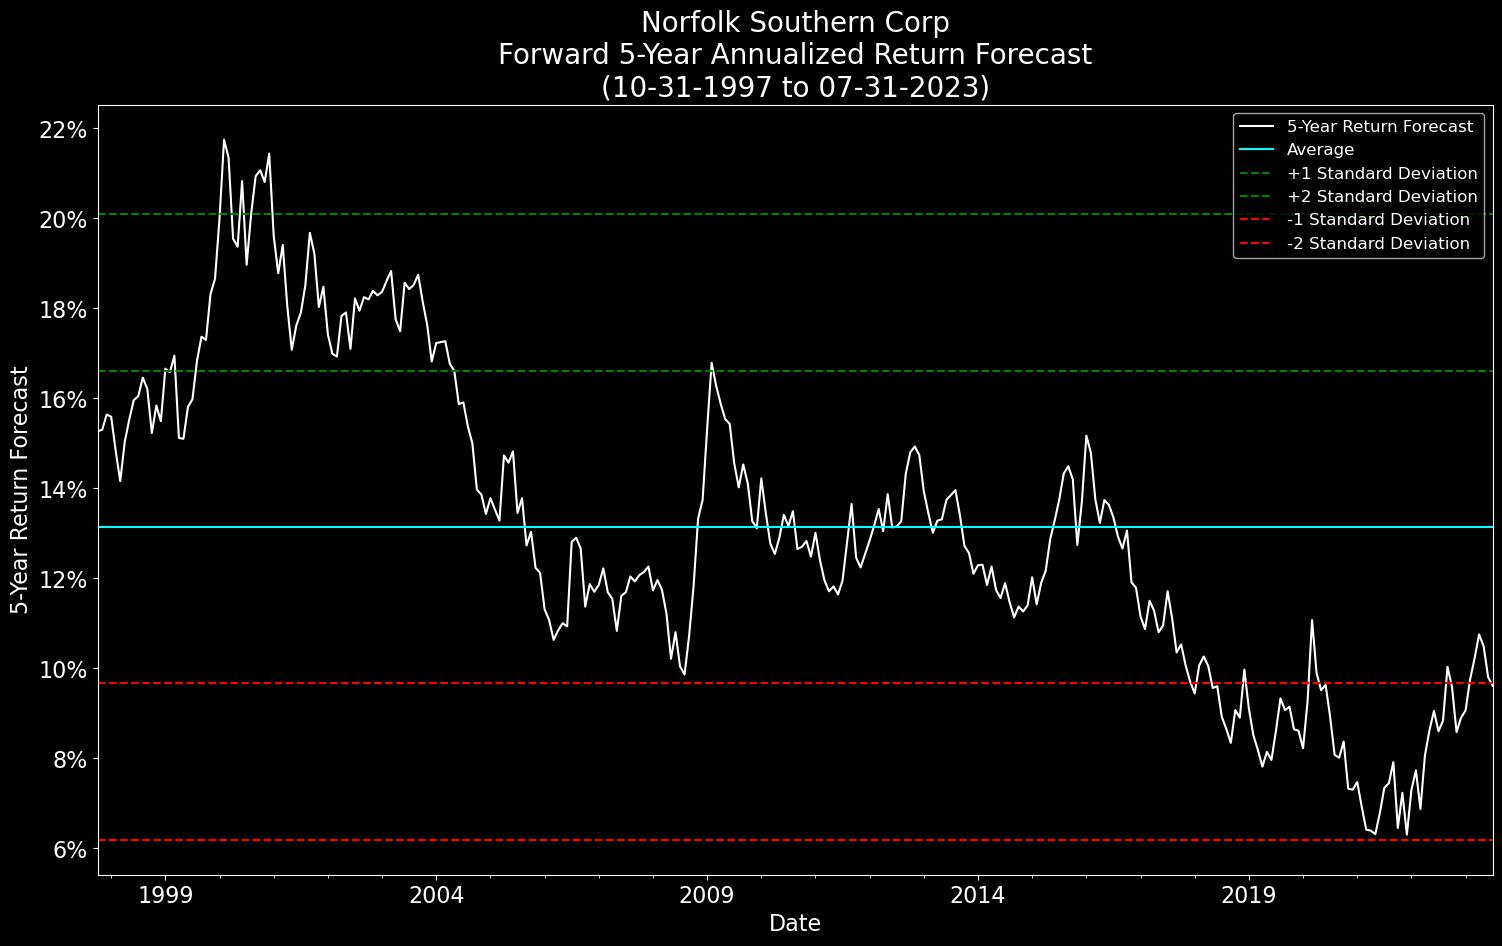 Norfolk Southern Corp
Forward 5-Year Annualized Return Forecast
(10-31-1997 to 07-31-2023)
5-Year Return Forecast
Average
+1 Standard Deviation
+2 Standard Deviation
-1 Standard Deviation
-2 Standard Deviation
22%
20%
18%
16%
14%
12%
10%
8%
6%
5-Year Return Forecast
1999 2004 2009 2014 2019
Date